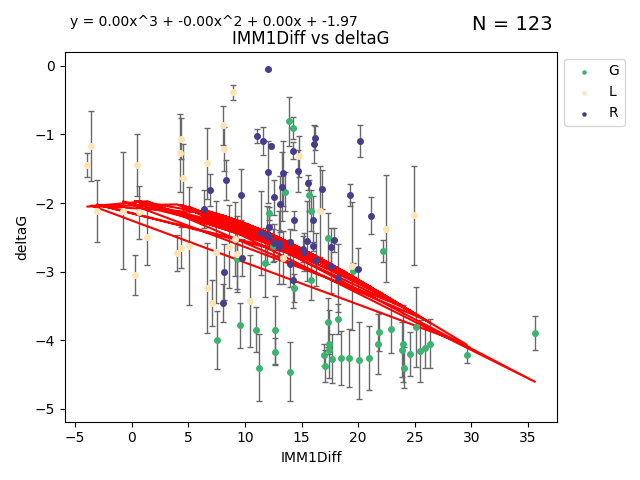 y = 0.00x^3 + -0.00x^2 + 0.00x + -1.97
N = 123
IMM1Diff vs deltaG
G
L
R
deltaG
0
−1
−2
−3
−4
−5
−5 0 5 10 15 20 25 30 35
IMM1Diff